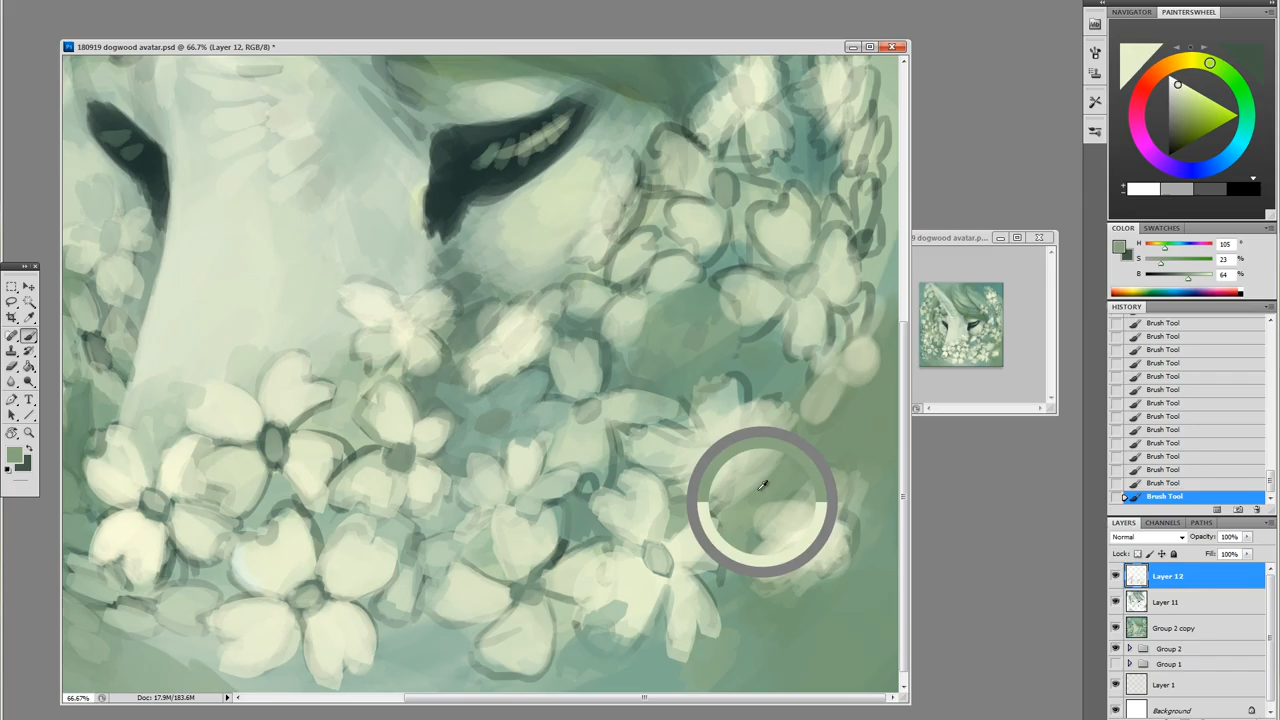 NAVIGATOR PAINTERSWHEEL
180919 dogwood avatar.psd @ 66.7% (Layer 12, RGB/8) *
9 dogwood avatar.p...
COLOR SWATCHES
H 105 °
S 23 %
B 64 %
HISTORY
Brush Tool
Brush Tool
Brush Tool
Brush Tool
Brush Tool
Brush Tool
Brush Tool
Brush Tool
Brush Tool
Brush Tool
Brush Tool
Brush Tool
Brush Tool
Brush Tool
LAYERS CHANNELS PATHS
Normal Opacity: 100%
Lock: Fill: 100%
Layer 12
Layer 11
Group 2 copy
Group 2
Group 1
Layer 1
Background
66.67% Doc: 17.9M/183.6M